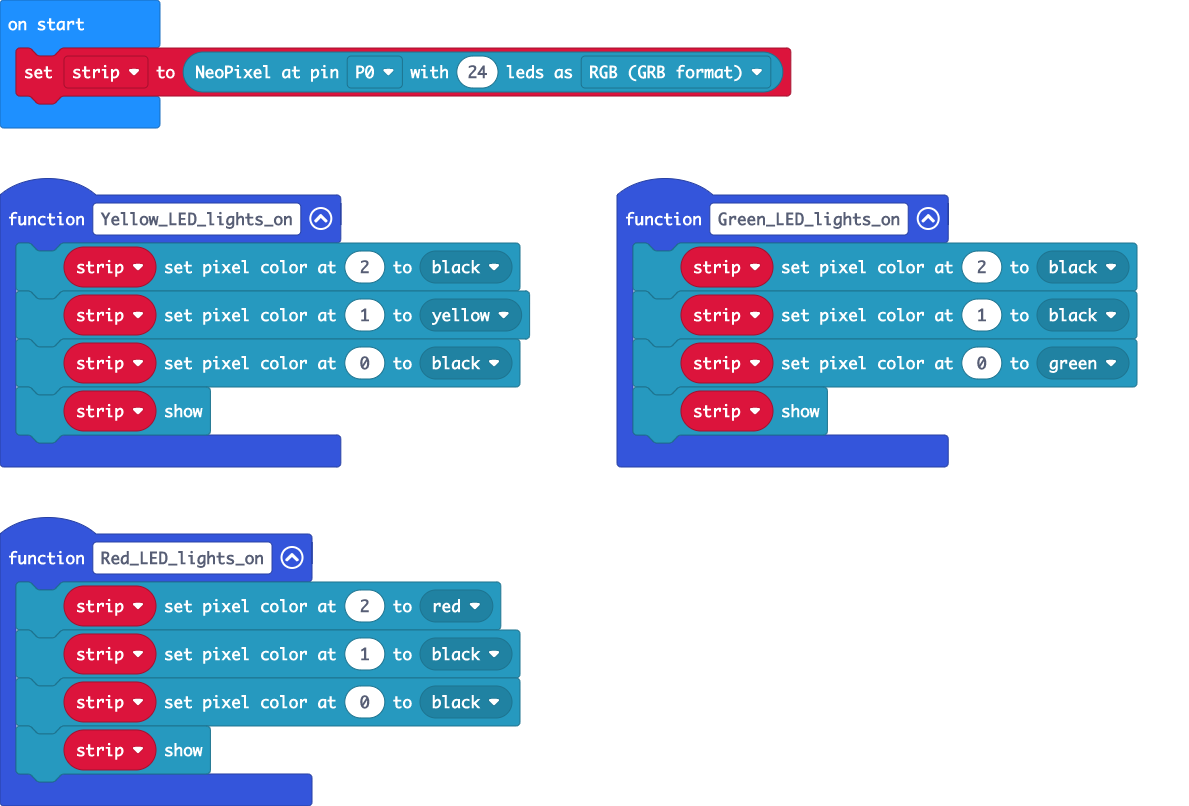 on start
set strip to NeoPixel at pin P0 with 24 leds as RGB (GRB format)
function Yellow_LED_lights_on
strip set pixel color at 2 to black
strip set pixel color at 1 to yellow
strip set pixel color at 0 to black
strip show
function Green_LED_lights_on
strip set pixel color at 2 to black
strip set pixel color at 1 to black
strip set pixel color at 0 to green
strip show
function Red_LED_lights_on
strip set pixel color at 2 to red
strip set pixel color at 1 to black
strip set pixel color at 0 to black
strip show